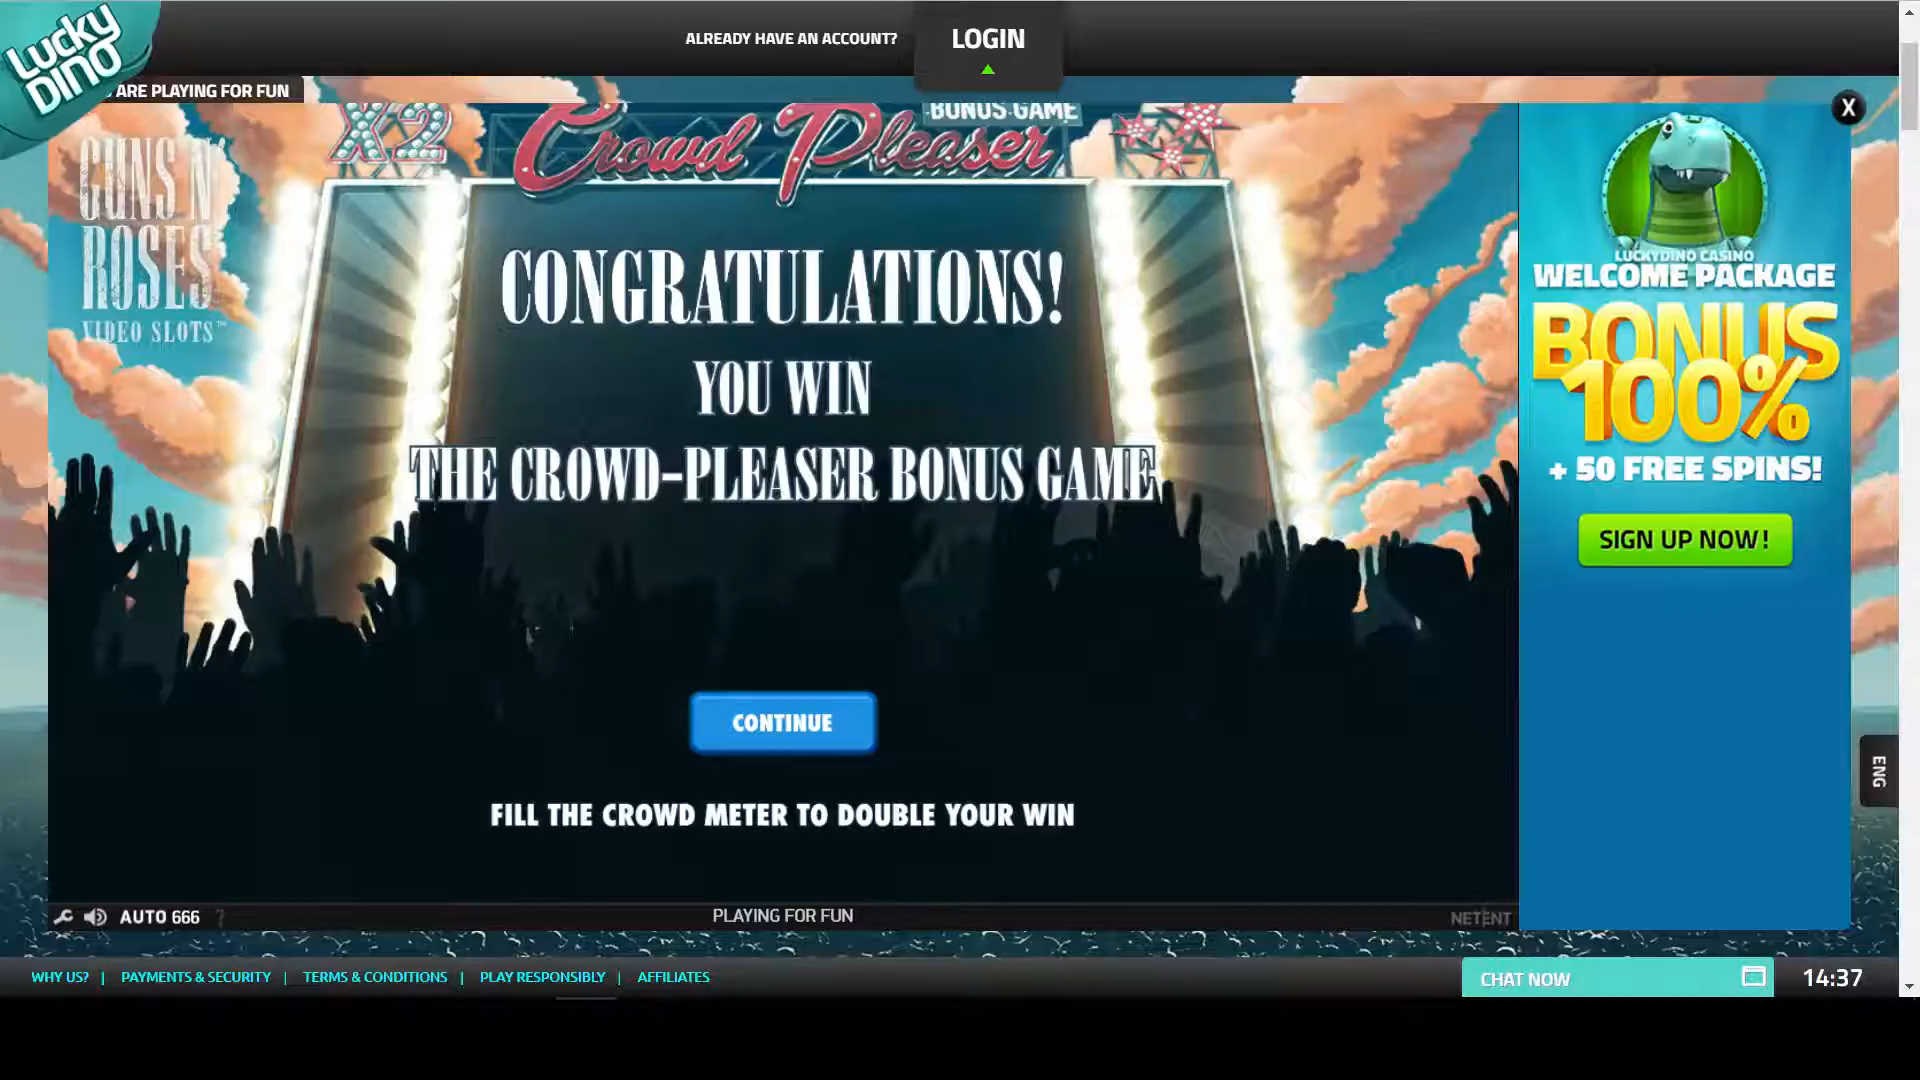 Lucky
DINO
ALREADY HAVE AN ACCOUNT?
LOGIN
ARE PLAYING FOR FUN
X
X2
Crowd Pleaser
BONUS GAME
GUNS N'
ROSES
VIDEO SLOTS™
CONGRATULATIONS!
YOU WIN
THE CROWD-PLEASER BONUS GAME
CONTINUE
FILL THE CROWD METER TO DOUBLE YOUR WIN
LUCKYDINO CASINO
WELCOME PACKAGE
BONUS
100%
+ 50 FREE SPINS!
SIGN UP NOW!
ENG
AUTO 666
?
PLAYING FOR FUN
NETENT
WHY US? | PAYMENTS & SECURITY | TERMS & CONDITIONS | PLAY RESPONSIBLY | AFFILIATES
CHAT NOW
14:37